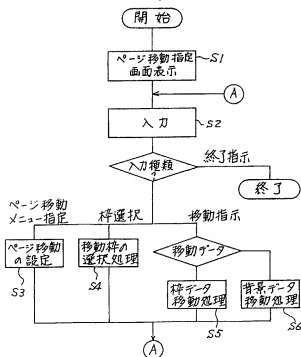 開始
ページ移動指定
画面表示
S1
A
入力
S2
入力種類
?
終了指示
終了
ページ移動
メニュー指定
枠選択
移動指示
ページ移動
の設定
S3
移動枠の
選択処理
S4
移動データ
枠データ
移動処理
S5
背景データ
移動処理
S6
A